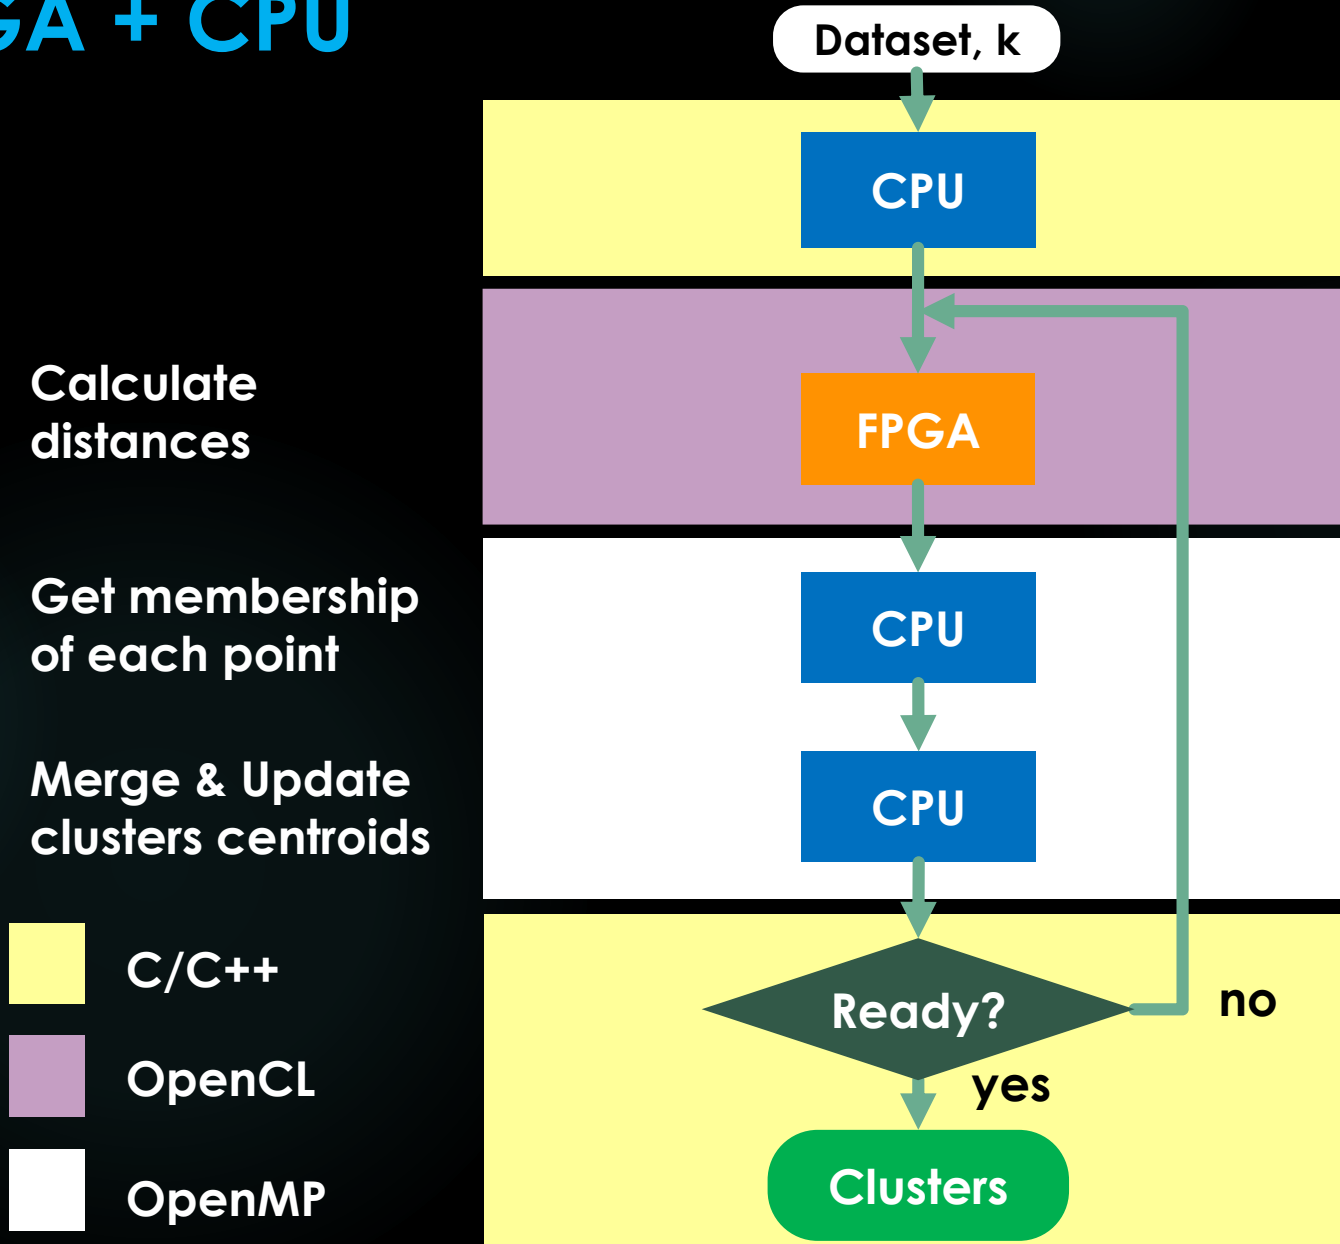 GA + CPU
Dataset, k
CPU
Calculate
distances
FPGA
Get membership
of each point
CPU
Merge & Update
clusters centroids
CPU
C/C++
Ready?
no
OpenCL
yes
OpenMP
Clusters